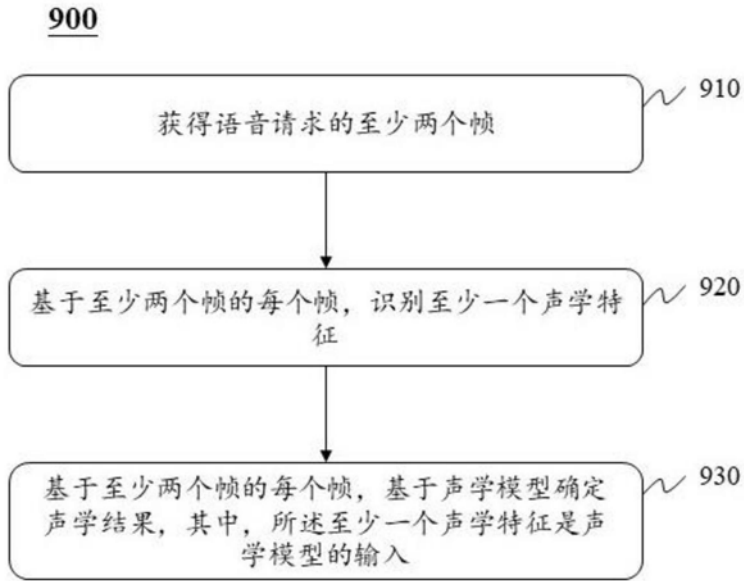 900
获得语音请求的至少两个帧
910
基于至少两个帧的每个帧，识别至少一个声学特
征
920
基于至少两个帧的每个帧，基于声学模型确定
声学结果，其中，所述至少一个声学特征是声
学模型的输入
930